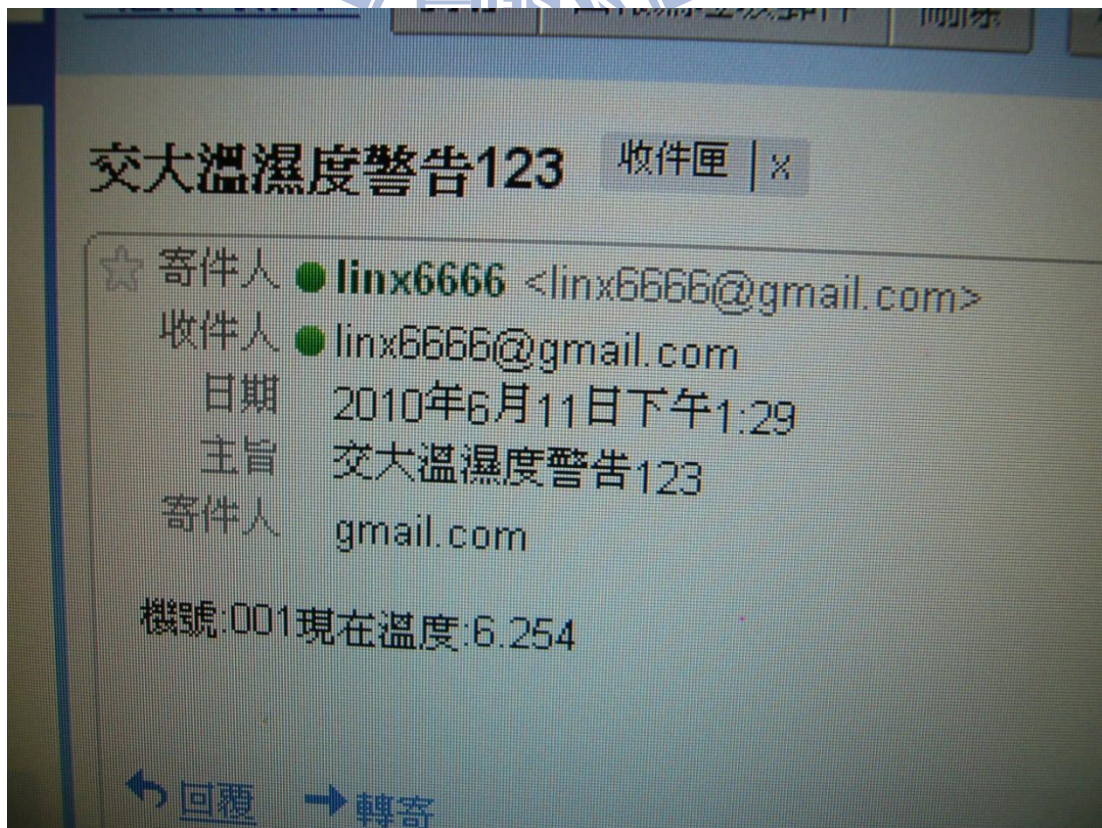 刪除
交大溫濕度警告123 收件匣 | x
寄件人 linx6666 <linx6666@gmail.com>
收件人 linx6666@gmail.com
日期 2010年6月11日下午1:29
主旨 交大溫濕度警告123
寄件人 gmail.com
機號:001現在溫度:6.254
回覆 轉寄